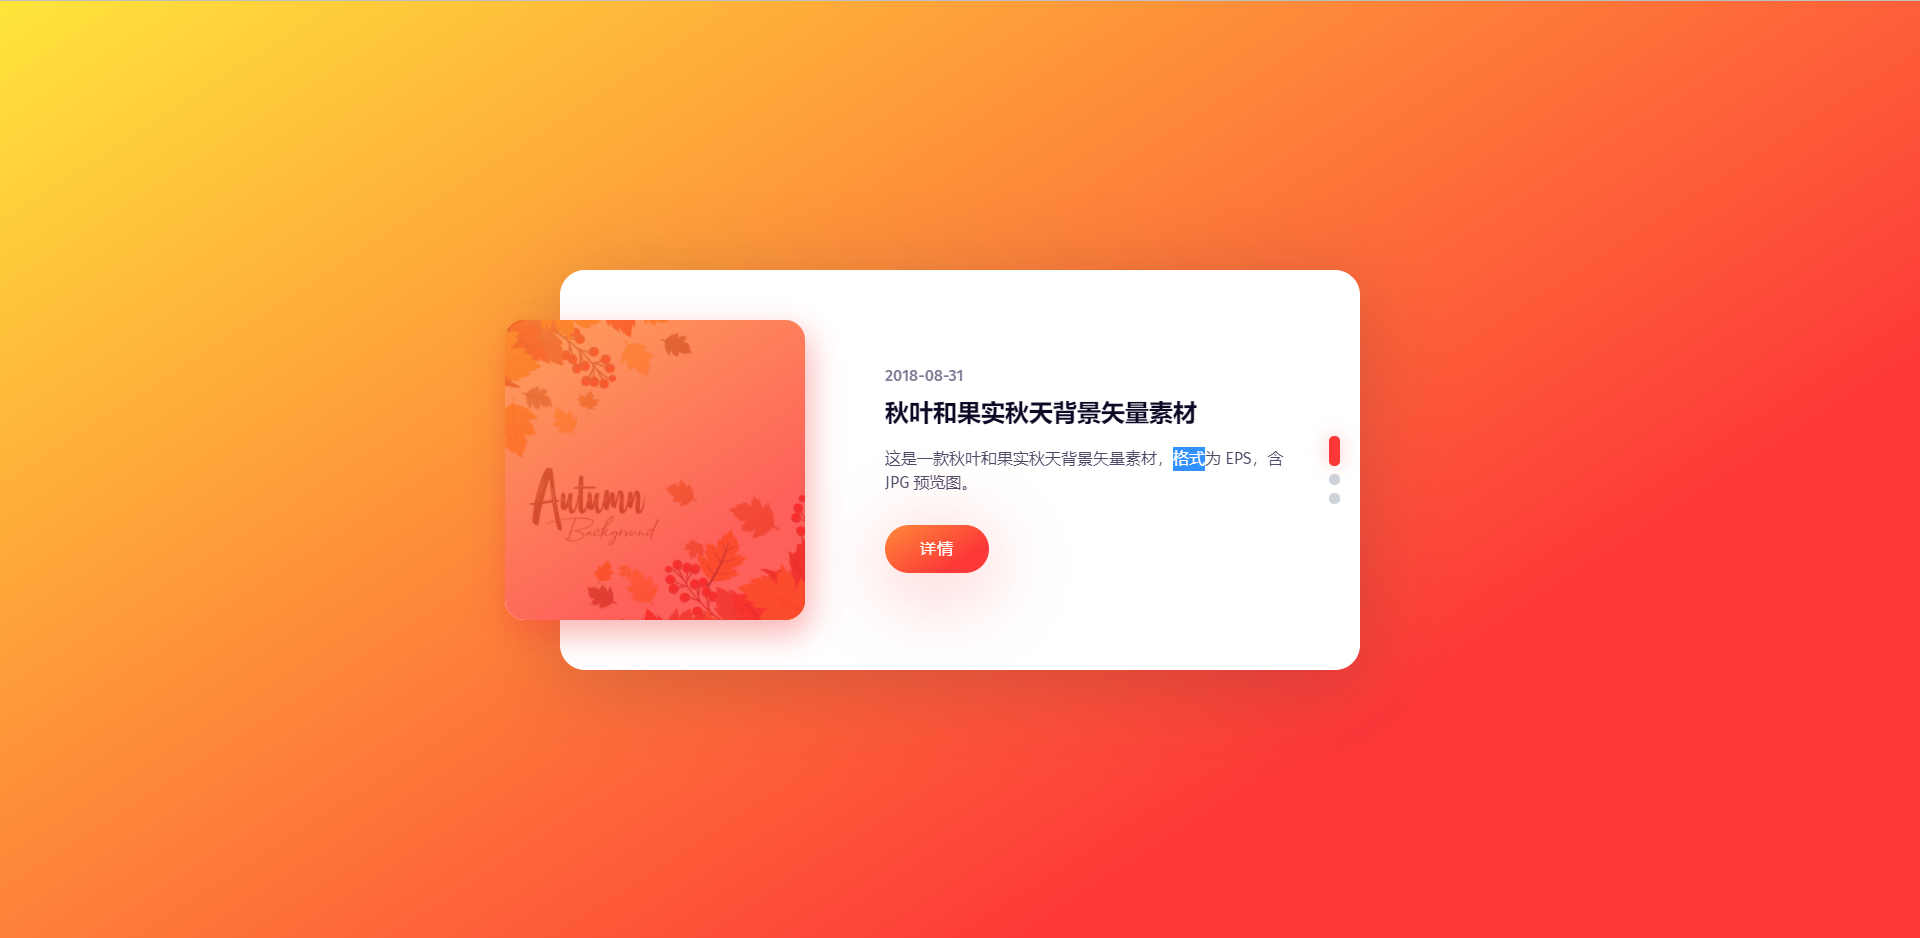 Autumn
Background
2018-08-31
秋叶和果实秋天背景矢量素材
这是一款秋叶和果实秋天背景矢量素材，格式为 EPS，含
JPG 预览图。
详情